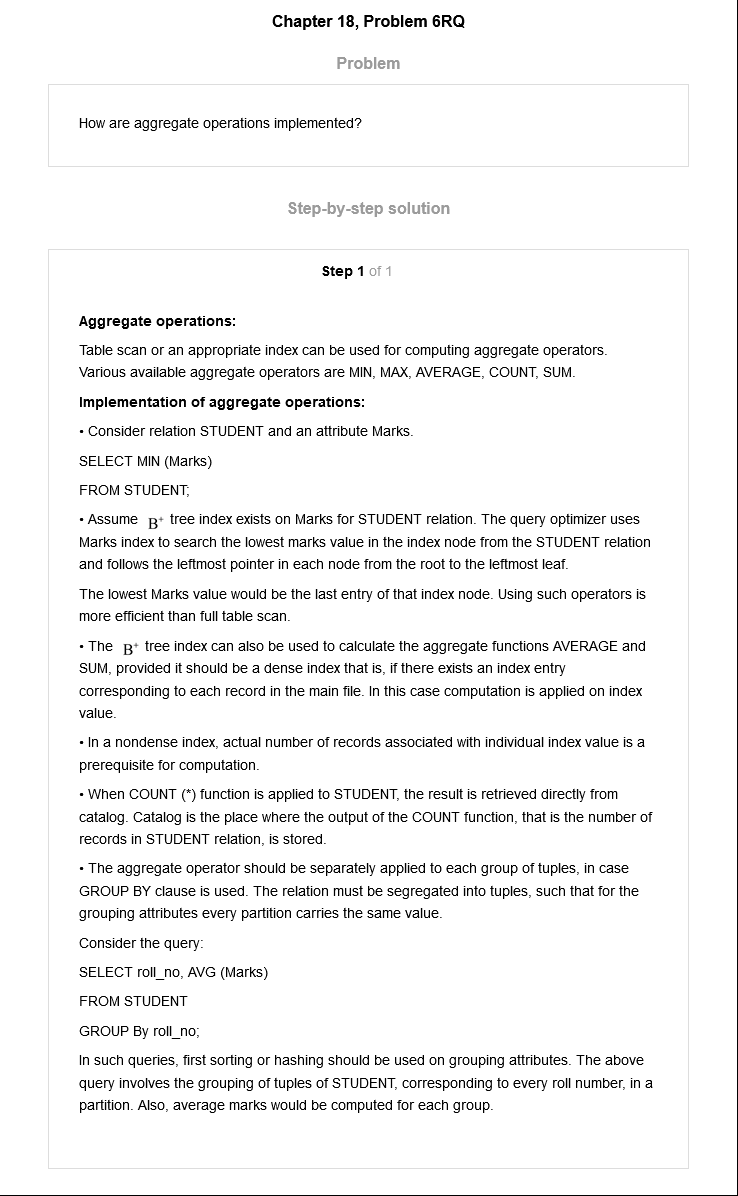 Chapter 18, Problem 6RQ
Problem
How are aggregate operations implemented?
Step-by-step solution
Step 1 of 1
Aggregate operations:
Table scan or an appropriate index can be used for computing aggregate operators.
Various available aggregate operators are MIN, MAX, AVERAGE, COUNT, SUM.
Implementation of aggregate operations:
• Consider relation STUDENT and an attribute Marks.
SELECT MIN (Marks)
FROM STUDENT;
• Assume B⁺ tree index exists on Marks for STUDENT relation. The query optimizer uses
Marks index to search the lowest marks value in the index node from the STUDENT relation
and follows the leftmost pointer in each node from the root to the leftmost leaf.
The lowest Marks value would be the last entry of that index node. Using such operators is
more efficient than full table scan.
• The B⁺ tree index can also be used to calculate the aggregate functions AVERAGE and
SUM, provided it should be a dense index that is, if there exists an index entry
corresponding to each record in the main file. In this case computation is applied on index
value.
• In a nondense index, actual number of records associated with individual index value is a
prerequisite for computation.
• When COUNT (*) function is applied to STUDENT, the result is retrieved directly from
catalog. Catalog is the place where the output of the COUNT function, that is the number of
records in STUDENT relation, is stored.
• The aggregate operator should be separately applied to each group of tuples, in case
GROUP BY clause is used. The relation must be segregated into tuples, such that for the
grouping attributes every partition carries the same value.
Consider the query:
SELECT roll_no, AVG (Marks)
FROM STUDENT
GROUP By roll_no;
In such queries, first sorting or hashing should be used on grouping attributes. The above
query involves the grouping of tuples of STUDENT, corresponding to every roll number, in a
partition. Also, average marks would be computed for each group.